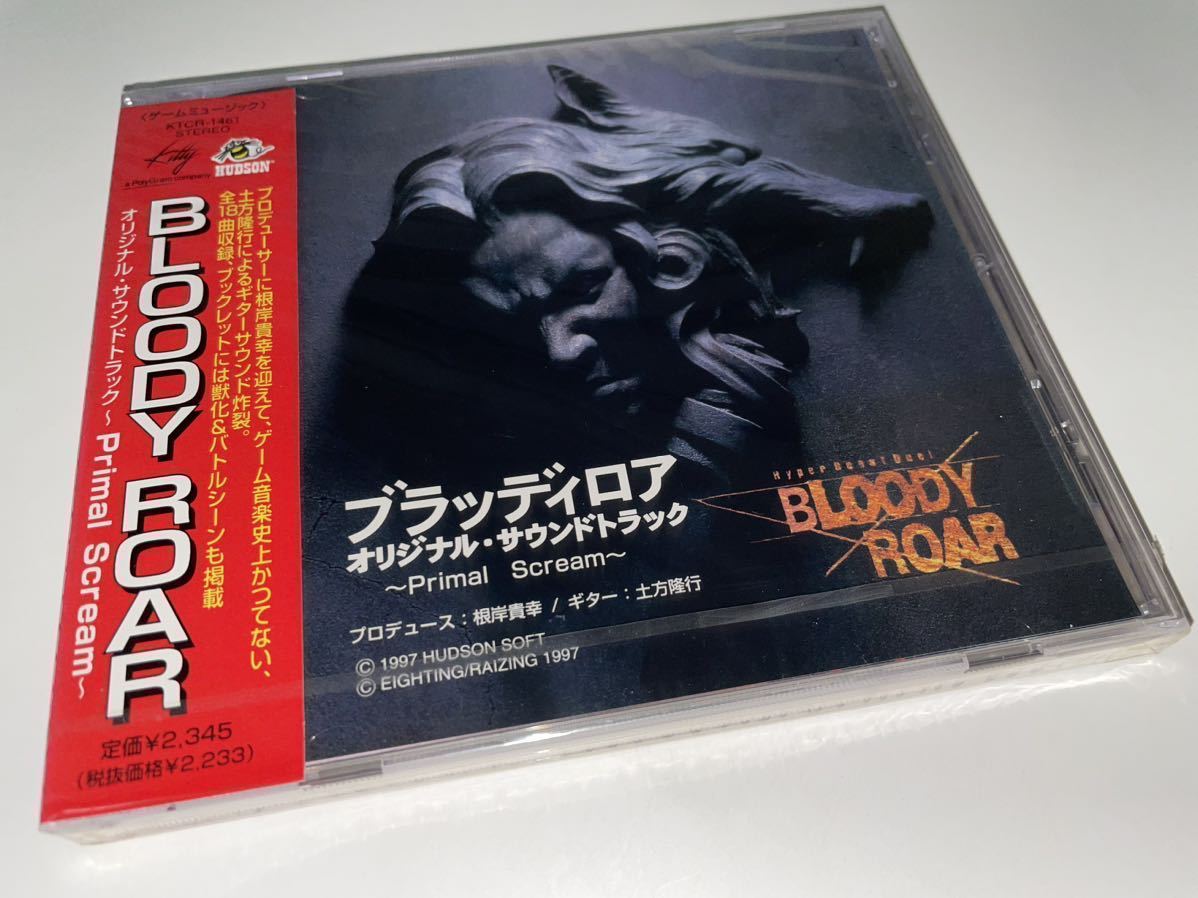 〈ゲームミュージック〉
KTCR-1461
STEREO
Kitty
a PolyGram company
HUDSON
BLOODY ROAR
オリジナル・サウンドトラック ～ Primal Scream～
プロデューサーに根岸貴幸を迎えて、ゲーム音楽史上かつてない、
土方隆行によるギターサウンド炸裂。
全18曲収録、ブックレットには獣化&バトルシーンも掲載
定価¥2,345
(税抜価格¥2,233)
ブラッディロア
オリジナル・サウンドトラック
～Primal Scream～
プロデュース：根岸貴幸 / ギター：土方隆行
© 1997 HUDSON SOFT
© EIGHTING/RAIZING 1997
Hyper Beast Duel
BLOODY
ROAR